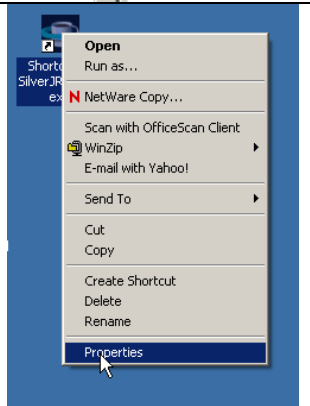 Open
Run as...
NetWare Copy...
Scan with OfficeScan Client
WinZip
E-mail with Yahoo!
Send To
Cut
Copy
Create Shortcut
Delete
Rename
Properties
Shortc
SilverJR
ex